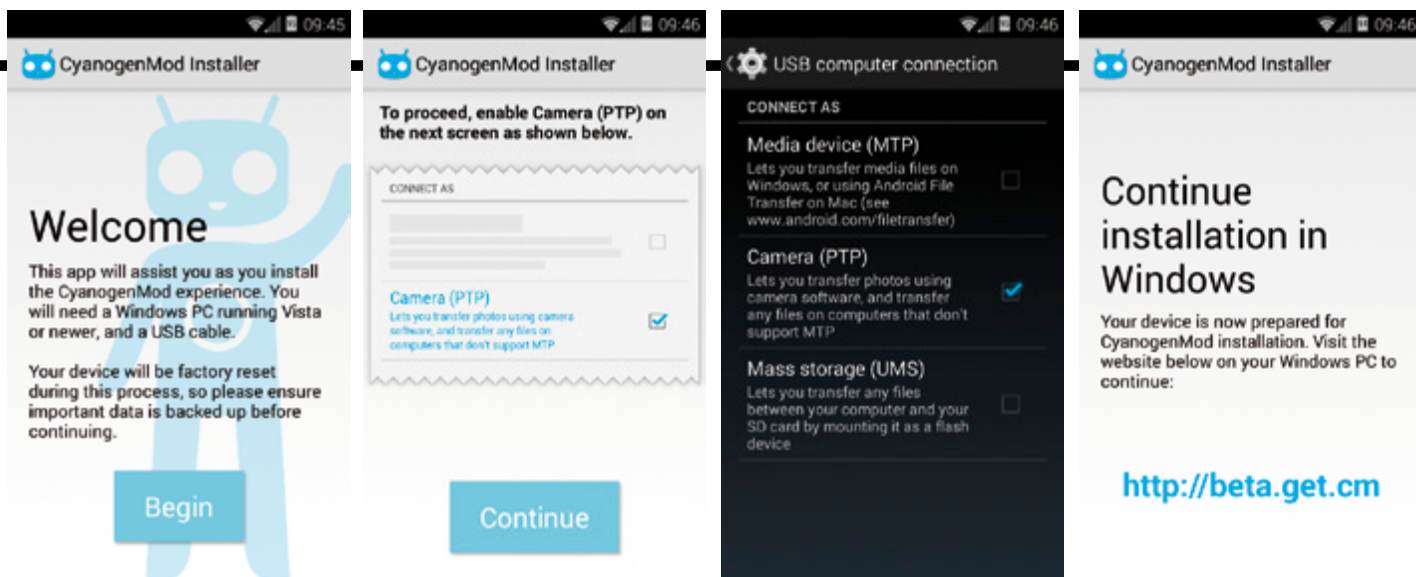 09:45
CyanogenMod Installer
Welcome
This app will assist you as you install
the CyanogenMod experience. You
will need a Windows PC running Vista
or newer, and a USB cable.
Your device will be factory reset
during this process, so please ensure
important data is backed up before
continuing.
Begin
09:46
CyanogenMod Installer
To proceed, enable Camera (PTP) on
the next screen as shown below.
CONNECT AS
Camera (PTP)
Lets you transfer photos using camera
software, and transfer any files on
computers that don't support MTP
Continue
09:46
USB computer connection
CONNECT AS
Media device (MTP)
Lets you transfer media files on
Windows, or using Android File
Transfer on Mac (see
www.android.com/filetransfer)
Camera (PTP)
Lets you transfer photos using
camera software, and transfer
any files on computers that don't
support MTP
Mass storage (UMS)
Lets you transfer any files
between your computer and your
SD card by mounting it as a flash
device
09:46
CyanogenMod Installer
Continue
installation in
Windows
Your device is now prepared for
CyanogenMod installation. Visit the
website below on your Windows PC to
continue:
http://beta.get.cm